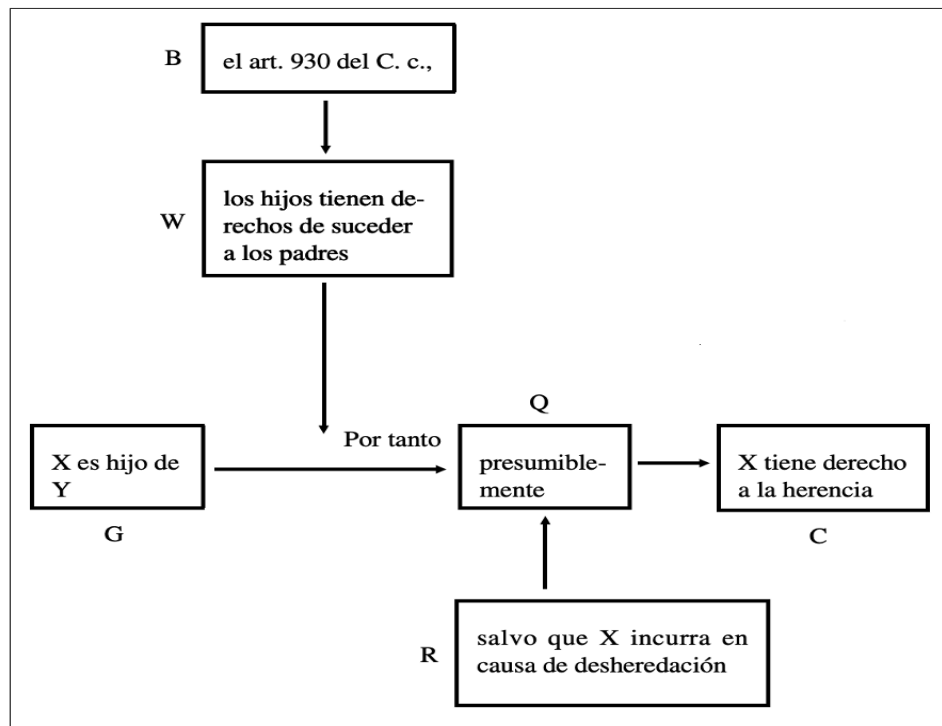 B
el art. 930 del C. c.,
W
los hijos tienen de-
rechos de suceder
a los padres
Q
Por tanto
X es hijo de
Y
G
presumible-
mente
X tiene derecho
a la herencia
C
R
salvo que X incurra en
causa de desheredación